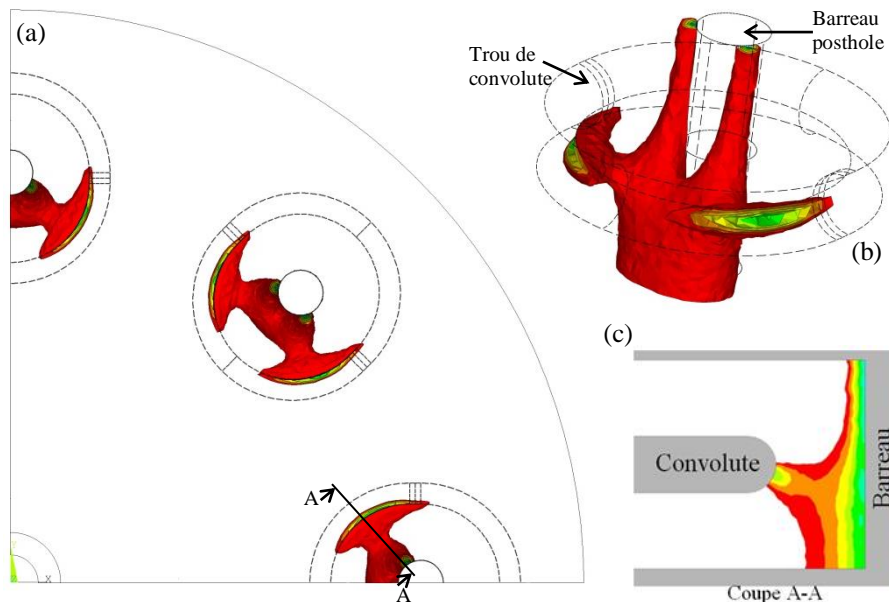 (a)
Trou de
convolute
Barreau
posthole
(b)
(c)
A
A
X
Convolute
Barreau
Coupe A-A